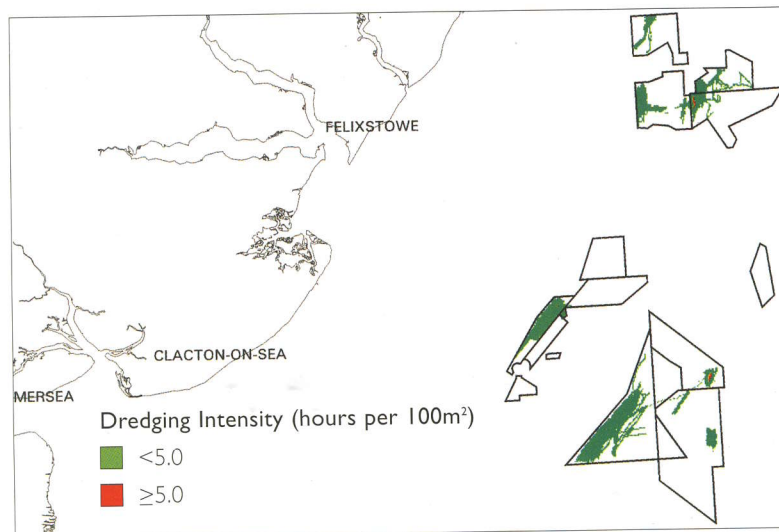 FELIXSTOWE
CLACTON-ON-SEA
MERSEA
Dredging Intensity (hours per 100m²)
<5.0
≥5.0